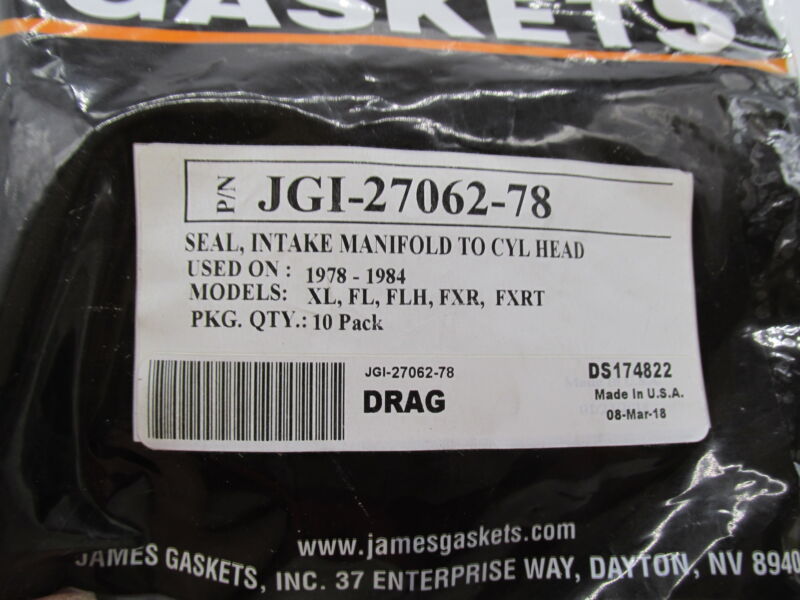 GASKETS
P/N JGI-27062-78
SEAL, INTAKE MANIFOLD TO CYL HEAD
USED ON : 1978 - 1984
MODELS: XL, FL, FLH, FXR, FXRT
PKG. QTY.: 10 Pack
JGI-27062-78
DRAG
DS174822
Made In U.S.A.
08-Mar-18
www.jamesgaskets.com
JAMES GASKETS, INC. 37 ENTERPRISE WAY, DAYTON, NV 8940